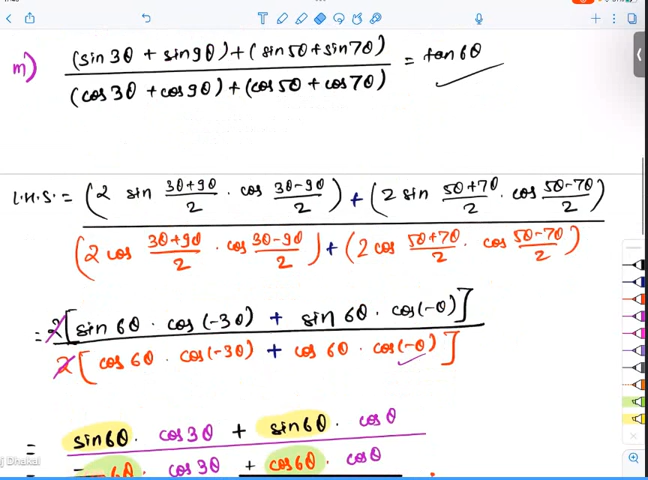 m) (sin 3θ + sin 9θ) + (sin 5θ + sin 7θ) / (cos 3θ + cos 9θ) + (cos 5θ + cos 7θ) = tan 6θ
L.H.S. = (2 sin (3θ+9θ)/2 · cos (3θ-9θ)/2) + (2 sin (5θ+7θ)/2 · cos (5θ-7θ)/2)
(2 cos (3θ+9θ)/2 · cos (3θ-9θ)/2) + (2 cos (5θ+7θ)/2 · cos (5θ-7θ)/2)
= 2[sin 6θ · cos(-3θ) + sin 6θ · cos(-θ)]
2[cos 6θ · cos(-3θ) + cos 6θ · cos(-θ)]
= sin 6θ · cos 3θ + sin 6θ · cos θ
6θ · cos 3θ + cos 6θ · cos θ
j Dhakal